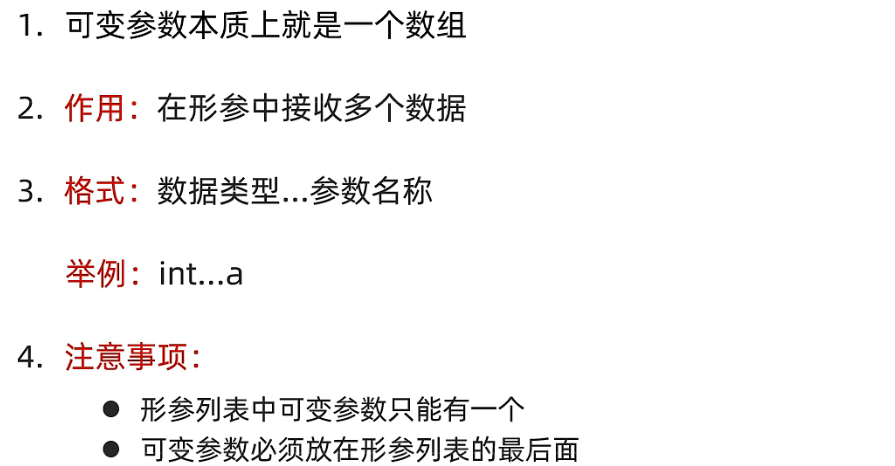 1. 可变参数本质上就是一个数组
2. 作用：在形参中接收多个数据
3. 格式：数据类型...参数名称
举例：int...a
4. 注意事项：
● 形参列表中可变参数只能有一个
● 可变参数必须放在形参列表的最后面